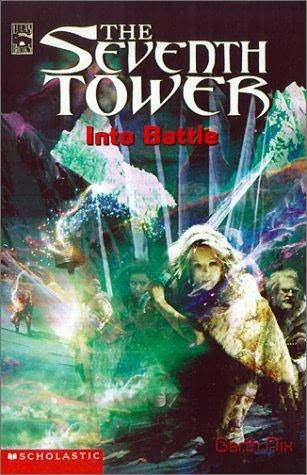 THE
SEVENTH
TOWER
Into Battle
Garth Nix
SCHOLASTIC